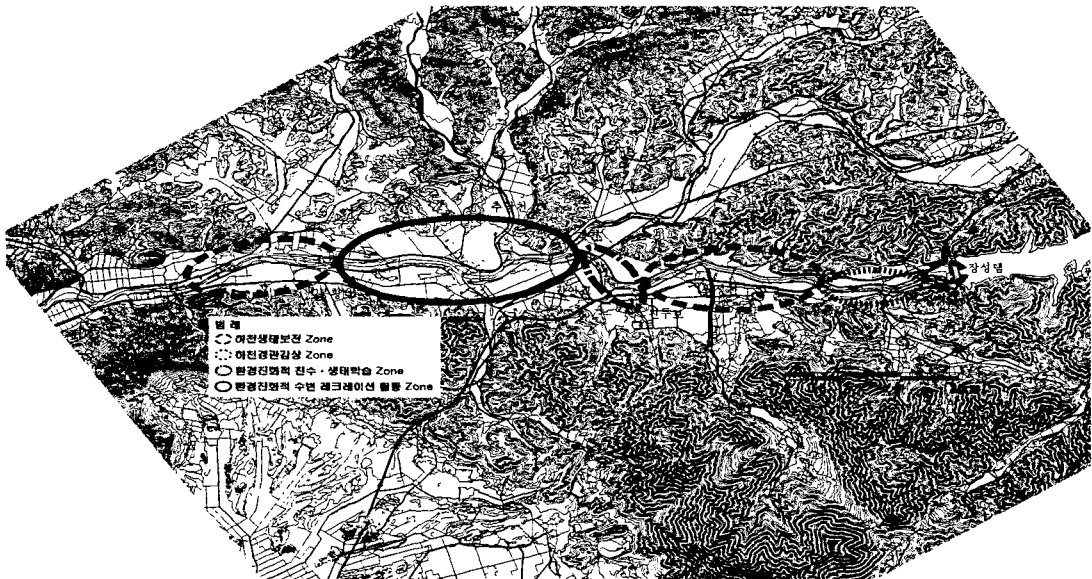 범 례
하천생태보전 Zone
하천경관감상 Zone
환경친화적 친수 · 생태학습 Zone
환경친화적 수변 레크레이션 활동 Zone
장성댐